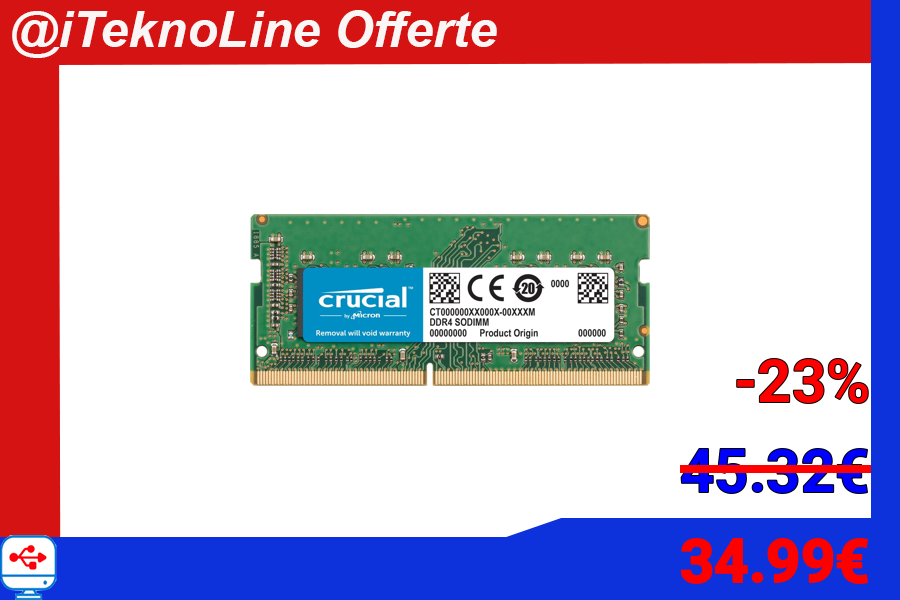 @iTeknoLine Offerte
crucial™
by Micron
Removal will void warranty
CE 20 0000
CT000000XX000X-00XXXM
DDR4 SODIMM
00000000 Product Origin 000000
-23%
45.32€
34.99€